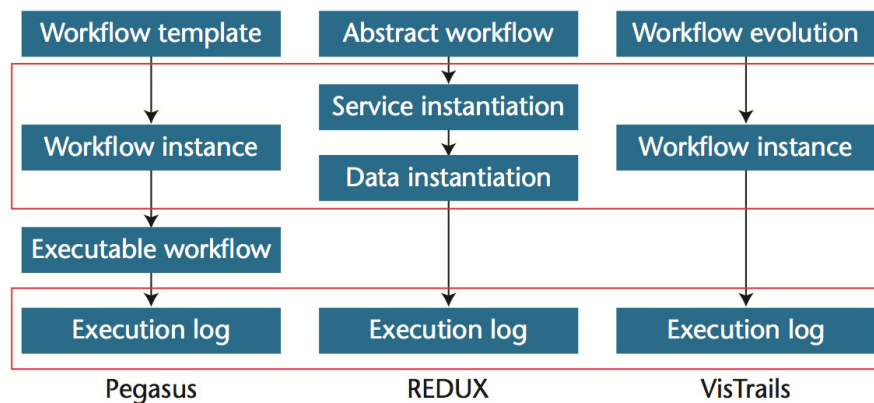 Workflow template
Abstract workflow
Workflow evolution
Service instantiation
Workflow instance
Workflow instance
Data instantiation
Executable workflow
Execution log
Execution log
Execution log
Pegasus
REDUX
VisTrails